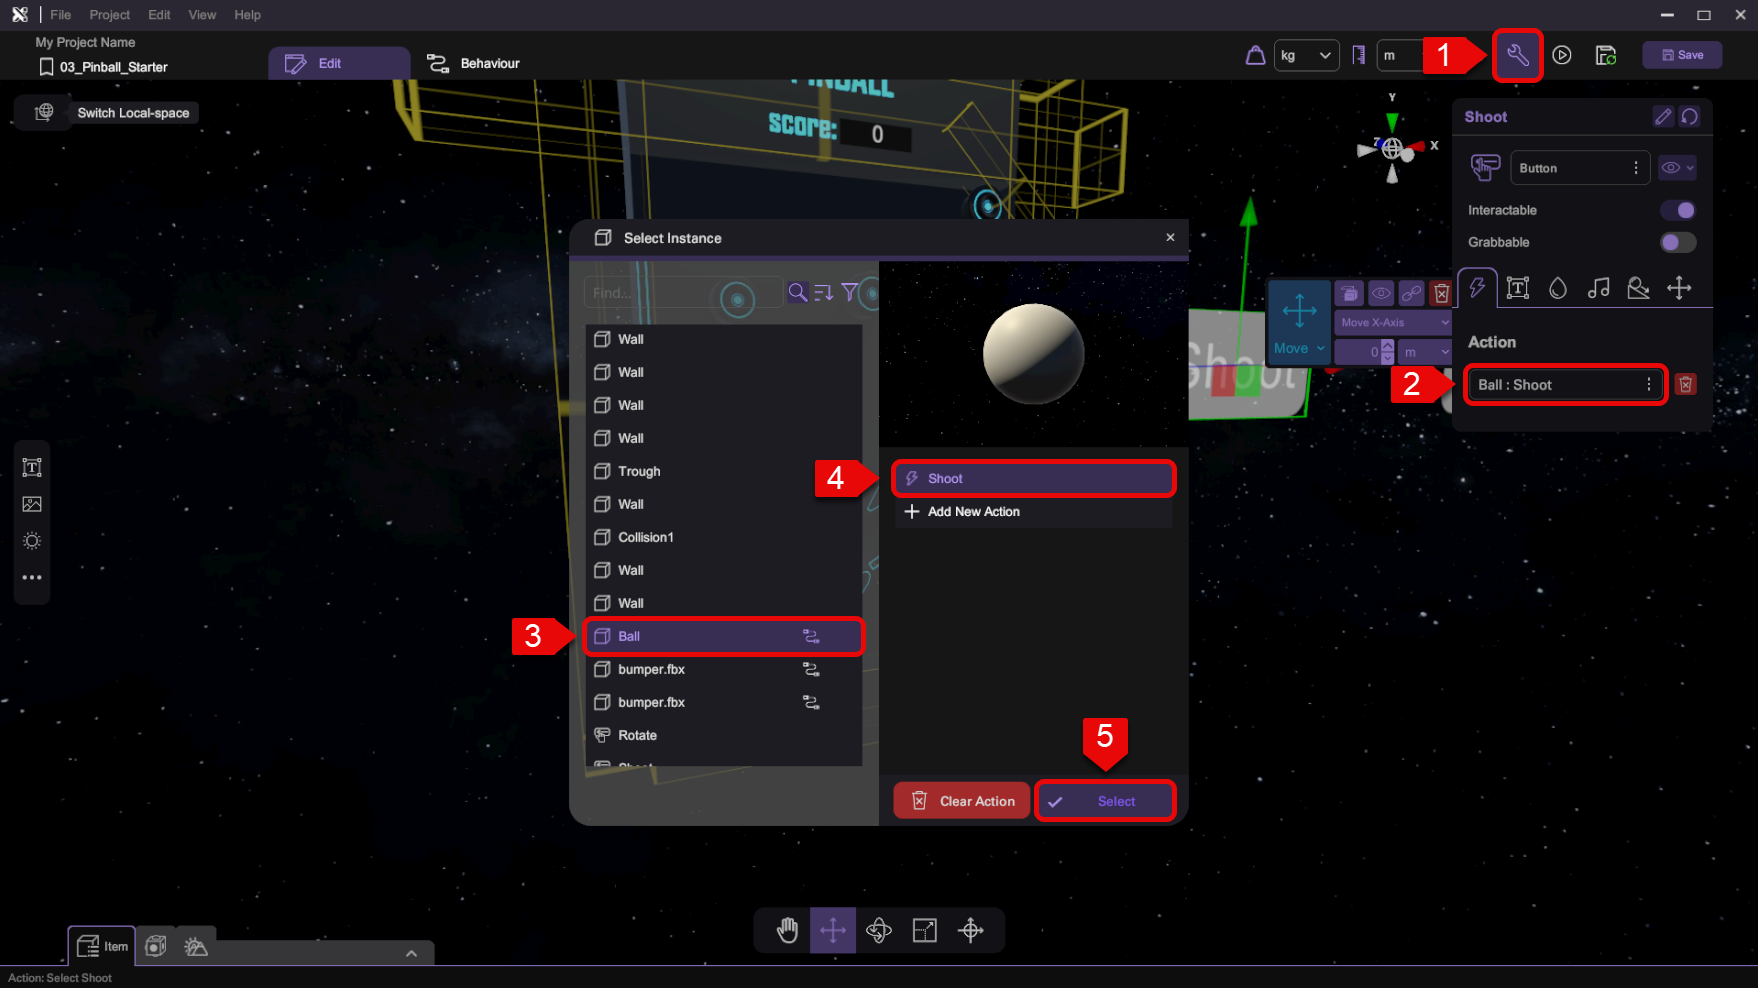 File Project Edit View Help
My Project Name
03_Pinball_Starter
Edit
Behaviour
kg
m
1
Save
Switch Local-space
PINBALL
SCORE: 0
Y
Z
X
Shoot
Button
Interactable
Grabbable
Action
2
Ball : Shoot
Move
Move X-Axis
0
m
Shoot
Select Instance
Find...
Wall
Wall
Wall
Wall
Trough
Wall
Collision1
Wall
Wall
3
Ball
bumper.fbx
bumper.fbx
Rotate
Shoot
4
Shoot
Add New Action
5
Clear Action
Select
Item
Action: Select Shoot